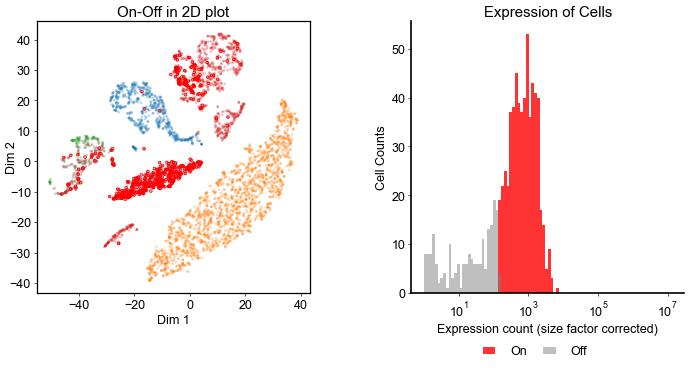 On-Off in 2D plot
40
30
20
10
0
−10
−20
−30
−40
Dim 2
−40 −20 0 20 40
Dim 1
Expression of Cells
50
40
30
20
10
0
Cell Counts
10^1 10^3 10^5 10^7
Expression count (size factor corrected)
On Off